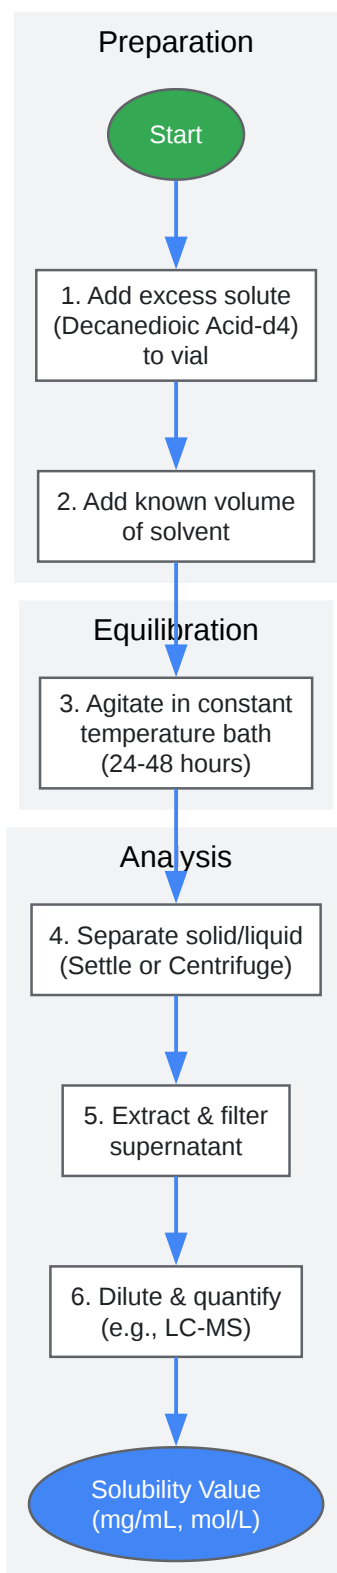 Preparation
Start
1. Add excess solute
(Decanedioic Acid-d4)
to vial
2. Add known volume
of solvent
Equilibration
3. Agitate in constant
temperature bath
(24-48 hours)
Analysis
4. Separate solid/liquid
(Settle or Centrifuge)
5. Extract & filter
supernatant
6. Dilute & quantify
(e.g., LC-MS)
Solubility Value
(mg/mL, mol/L)